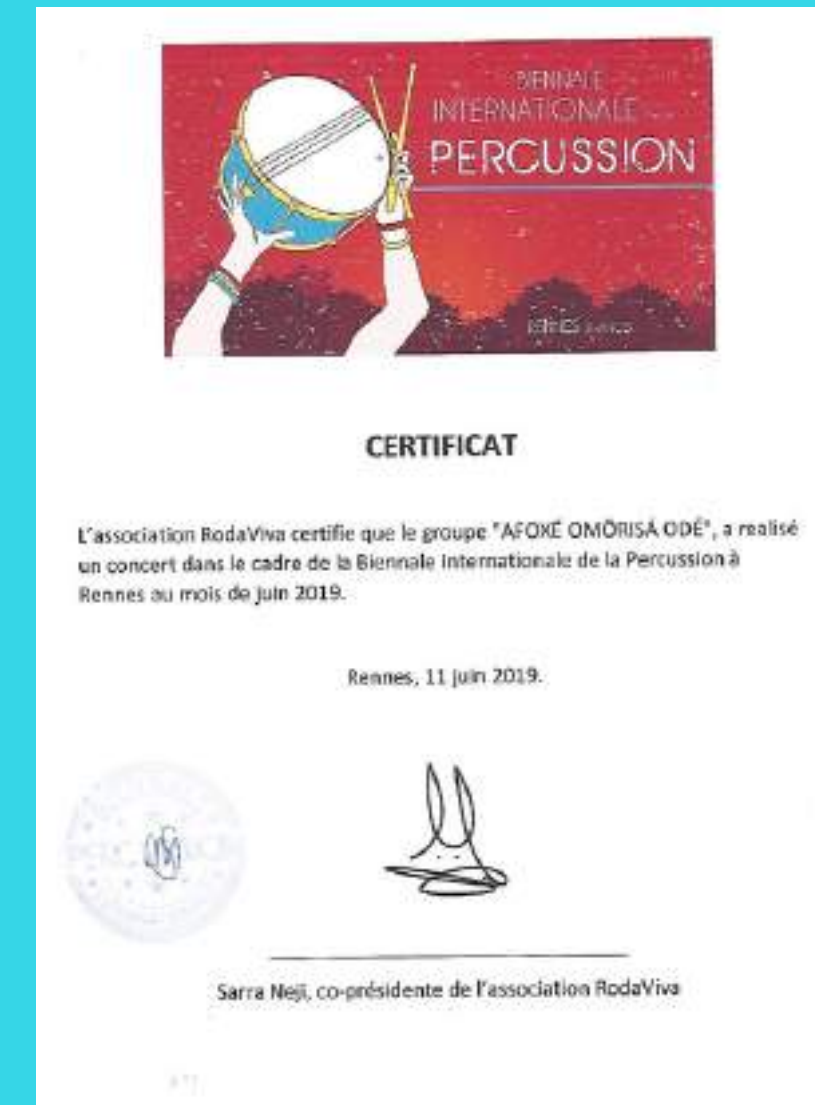 BIENNALE
INTERNATIONALE
PERCUSSION
RENNES
CERTIFICAT
L'association RodaViva certifie que le groupe "AFOXÉ OMÕRISÁ ODÉ", a realisé
un concert dans le cadre de la Biennale Internationale de la Percussion à
Rennes au mois de juin 2019.
Rennes, 11 juin 2019.
Sarra Neji, co-présidente de l'association RodaViva